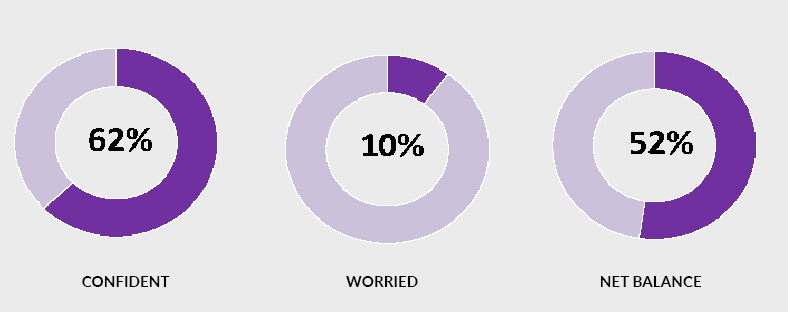 62%
10%
52%
CONFIDENT
WORRIED
NET BALANCE